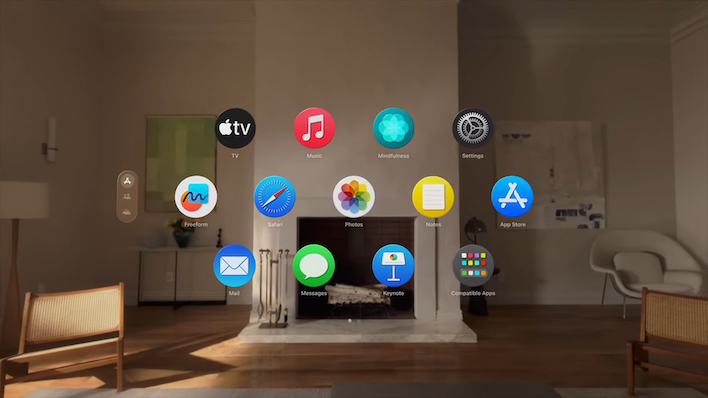 tv
TV
Music
Mindfulness
Settings
Freeform
Safari
Photos
Notes
App Store
Mail
Messages
Keynote
Compatible Apps